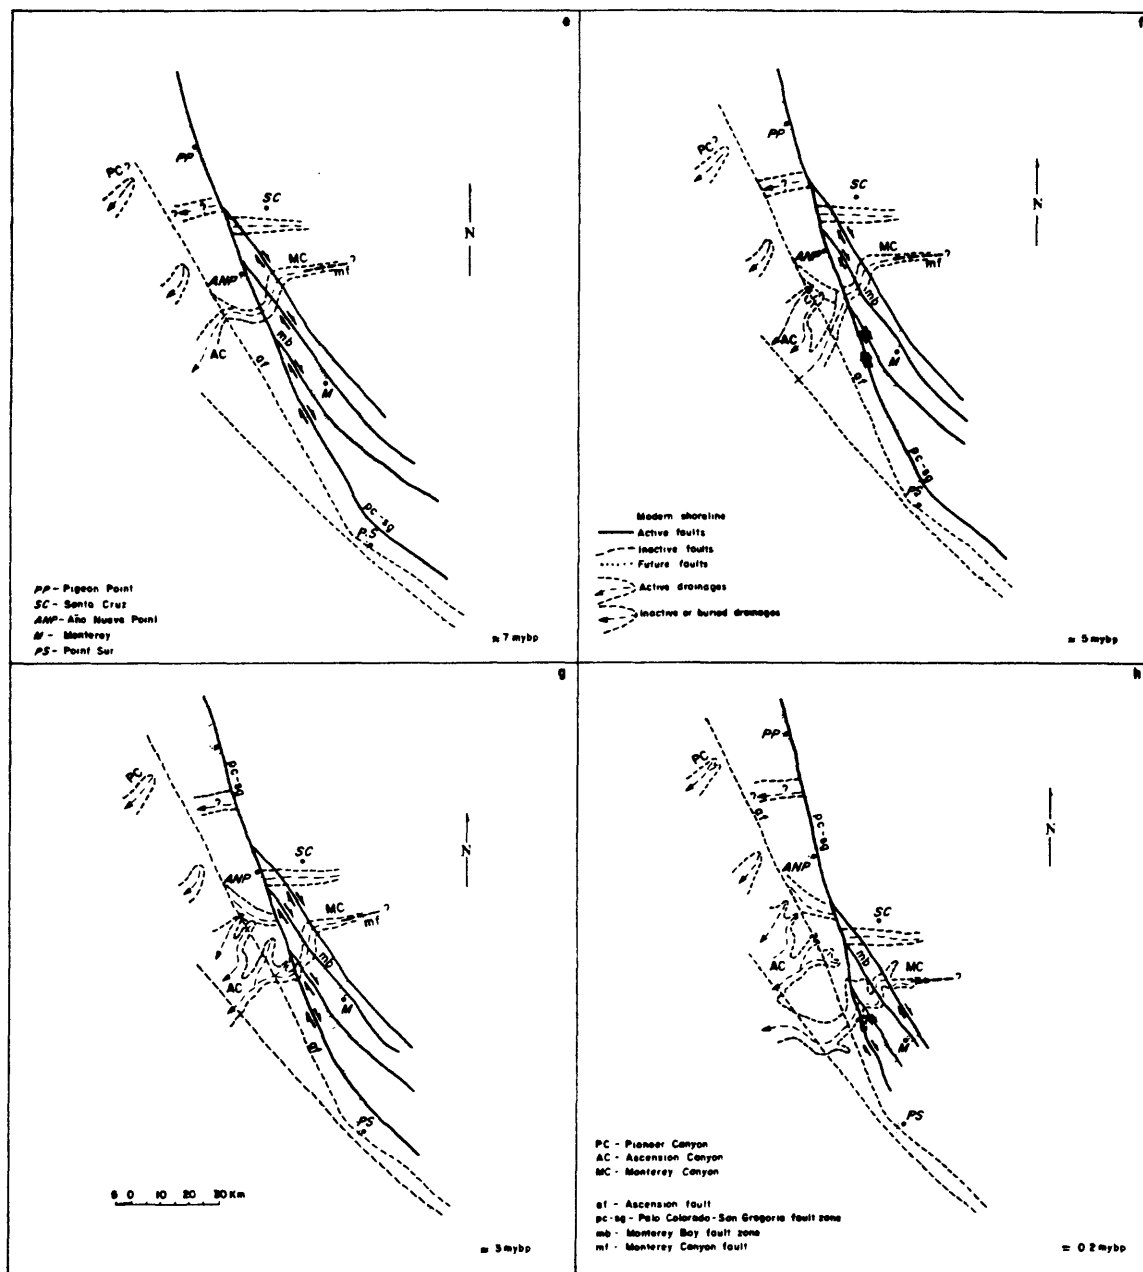 e
PP
PC ?
?
SC
N
MC
?
mf
ANP
mb
AC
af
M
pc-sg
PS
PP - Pigeon Point
SC - Santa Cruz
ANP - Año Nuevo Point
M - Monterey
PS - Point Sur
≈ 7 mybp
f
PP
PC ?
?
SC
N
MC
?
mf
ANP
mb
AC
af
M
pc-sg
PS
Modern shoreline
Active faults
Inactive faults
Future faults
Active drainages
Inactive or buried drainages
≈ 5 mybp
g
PC ?
pc-sg
?
SC
N
ANP
MC
?
mf
mb
AC
M
af
PS
5 0 10 20 30 Km
≈ 3 mybp
h
PP
PC ?
?
af
pc-sg
N
ANP
SC
mb
AC
?
MC
?
M
PS
PC - Pioneer Canyon
AC - Ascension Canyon
MC - Monterey Canyon
af - Ascension fault
pc-sg - Palo Colorado-San Gregorio fault zone
mb - Monterey Bay fault zone
mf - Monterey Canyon fault
≈ 0.2 mybp